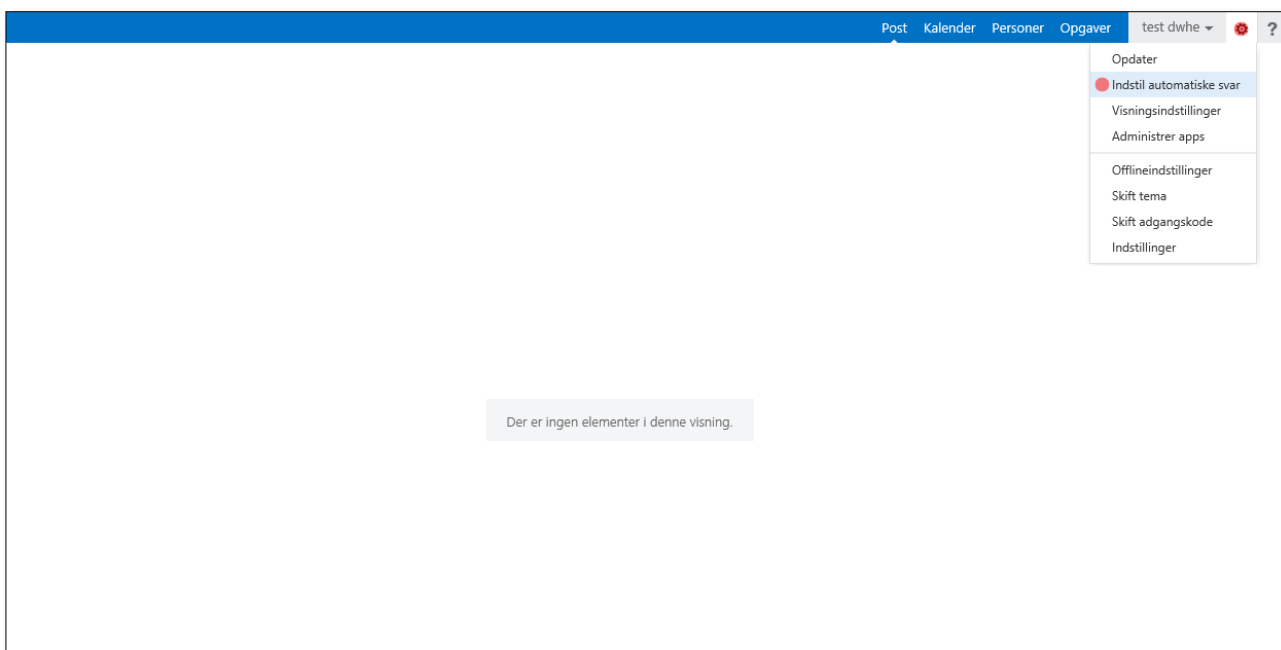 Post Kalender Personer Opgaver test dwhe ?
Opdater
Indstil automatiske svar
Visningsindstillinger
Administrer apps
Offlineindstillinger
Skift tema
Skift adgangskode
Indstillinger
Der er ingen elementer i denne visning.